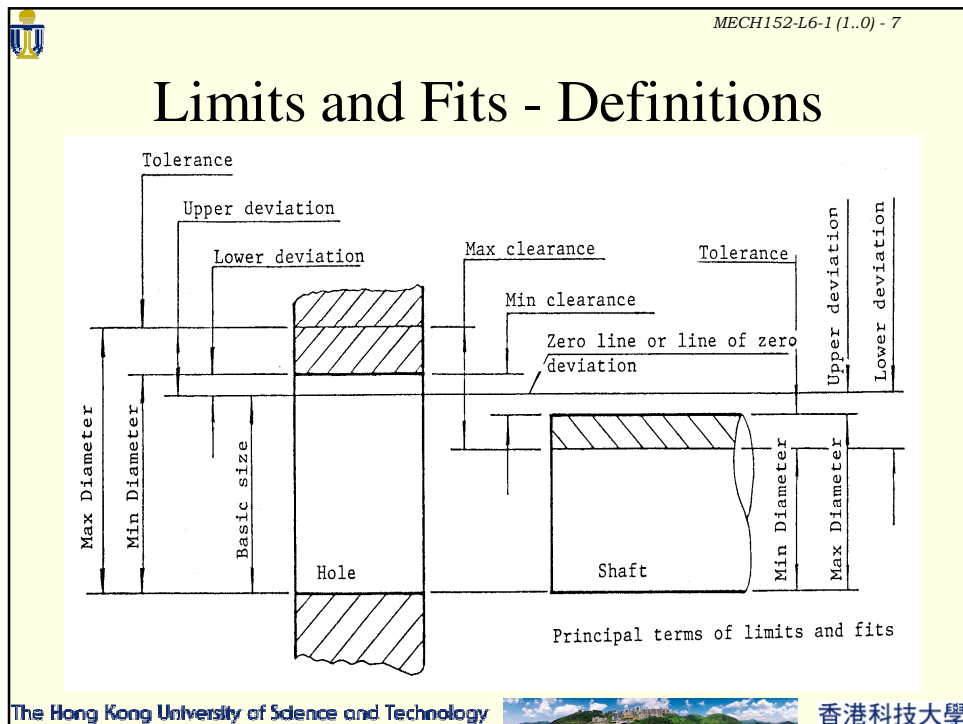 MECH152-L6-1 (1..0) - 7
Limits and Fits - Definitions
Tolerance
Upper deviation
Lower deviation
Max clearance
Min clearance
Zero line or line of zero
deviation
Tolerance
Upper deviation
Lower deviation
Max Diameter
Min Diameter
Basic size
Hole
Shaft
Min Diameter
Max Diameter
Principal terms of limits and fits
The Hong Kong University of Science and Technology
香港科技大學